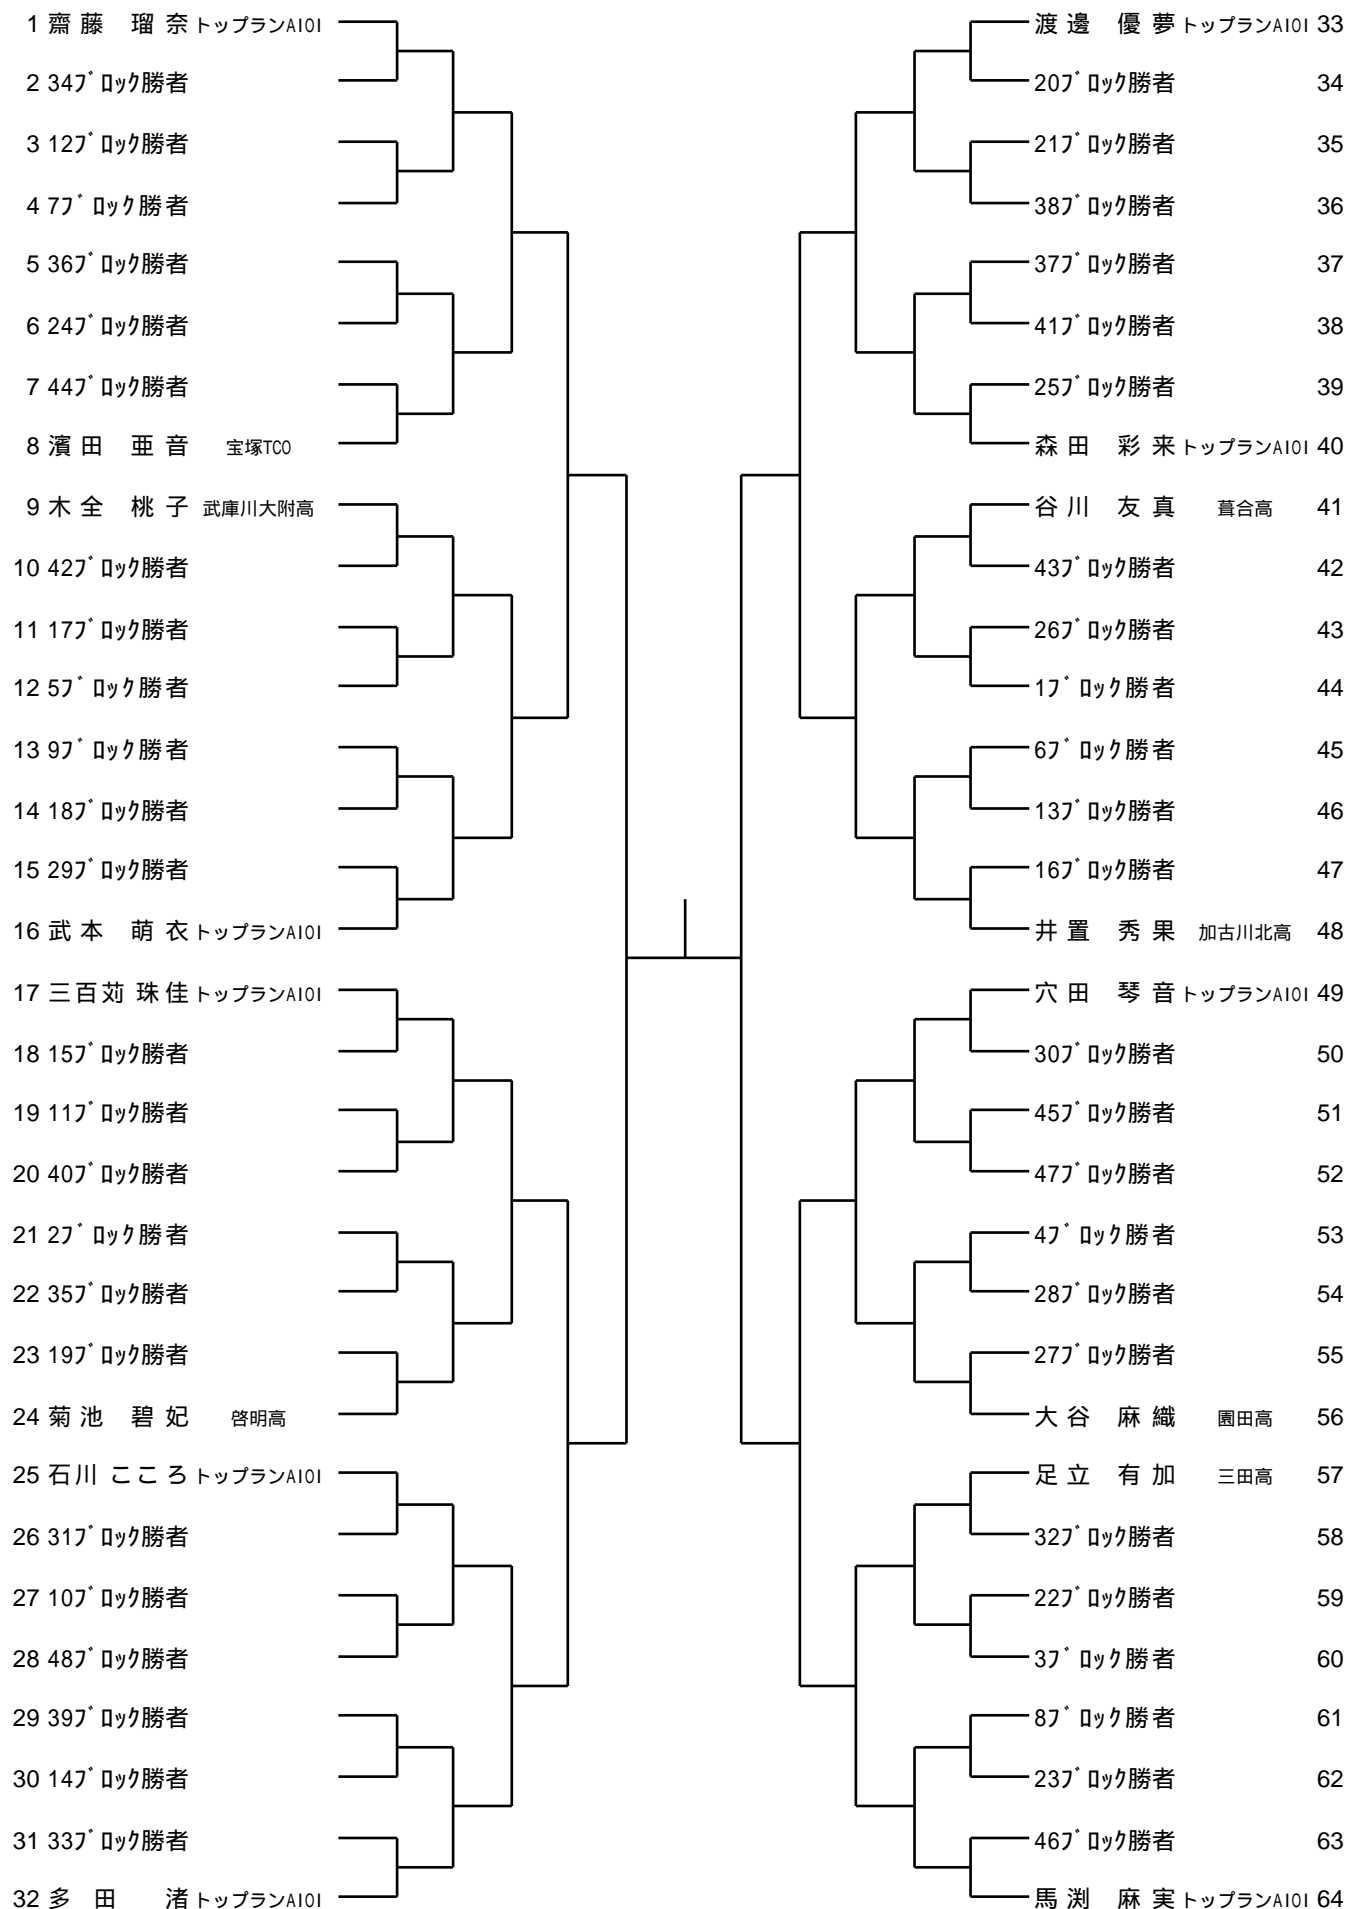 1 齋藤 瑠奈 トップランAIOI
2 34ﾌﾞﾛｯｸ勝者
3 12ﾌﾞﾛｯｸ勝者
4 7ﾌﾞﾛｯｸ勝者
5 36ﾌﾞﾛｯｸ勝者
6 24ﾌﾞﾛｯｸ勝者
7 44ﾌﾞﾛｯｸ勝者
8 濱田 亜音 宝塚TCO
9 木全 桃子 武庫川大附高
10 42ﾌﾞﾛｯｸ勝者
11 17ﾌﾞﾛｯｸ勝者
12 5ﾌﾞﾛｯｸ勝者
13 9ﾌﾞﾛｯｸ勝者
14 18ﾌﾞﾛｯｸ勝者
15 29ﾌﾞﾛｯｸ勝者
16 武本 萌衣 トップランAIOI
17 三百苅 珠佳 トップランAIOI
18 15ﾌﾞﾛｯｸ勝者
19 11ﾌﾞﾛｯｸ勝者
20 40ﾌﾞﾛｯｸ勝者
21 2ﾌﾞﾛｯｸ勝者
22 35ﾌﾞﾛｯｸ勝者
23 19ﾌﾞﾛｯｸ勝者
24 菊池 碧妃 啓明高
25 石川 こころ トップランAIOI
26 31ﾌﾞﾛｯｸ勝者
27 10ﾌﾞﾛｯｸ勝者
28 48ﾌﾞﾛｯｸ勝者
29 39ﾌﾞﾛｯｸ勝者
30 14ﾌﾞﾛｯｸ勝者
31 33ﾌﾞﾛｯｸ勝者
32 多田 渚 トップランAIOI
渡邊 優夢 トップランAIOI 33
20ﾌﾞﾛｯｸ勝者 34
21ﾌﾞﾛｯｸ勝者 35
38ﾌﾞﾛｯｸ勝者 36
37ﾌﾞﾛｯｸ勝者 37
41ﾌﾞﾛｯｸ勝者 38
25ﾌﾞﾛｯｸ勝者 39
森田 彩来 トップランAIOI 40
谷川 友真 葺合高 41
43ﾌﾞﾛｯｸ勝者 42
26ﾌﾞﾛｯｸ勝者 43
1ﾌﾞﾛｯｸ勝者 44
6ﾌﾞﾛｯｸ勝者 45
13ﾌﾞﾛｯｸ勝者 46
16ﾌﾞﾛｯｸ勝者 47
井置 秀果 加古川北高 48
穴田 琴音 トップランAIOI 49
30ﾌﾞﾛｯｸ勝者 50
45ﾌﾞﾛｯｸ勝者 51
47ﾌﾞﾛｯｸ勝者 52
4ﾌﾞﾛｯｸ勝者 53
28ﾌﾞﾛｯｸ勝者 54
27ﾌﾞﾛｯｸ勝者 55
大谷 麻織 園田高 56
足立 有加 三田高 57
32ﾌﾞﾛｯｸ勝者 58
22ﾌﾞﾛｯｸ勝者 59
3ﾌﾞﾛｯｸ勝者 60
8ﾌﾞﾛｯｸ勝者 61
23ﾌﾞﾛｯｸ勝者 62
46ﾌﾞﾛｯｸ勝者 63
馬渕 麻実 トップランAIOI 64